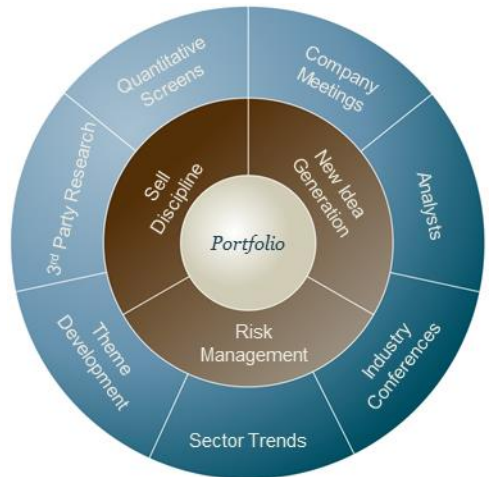 Quantitative
Screens
Company
Meetings
Analysts
Industry
Conferences
Sector Trends
Theme
Development
3rd Party Research
Sell
Discipline
New Idea
Generation
Risk
Management
Portfolio